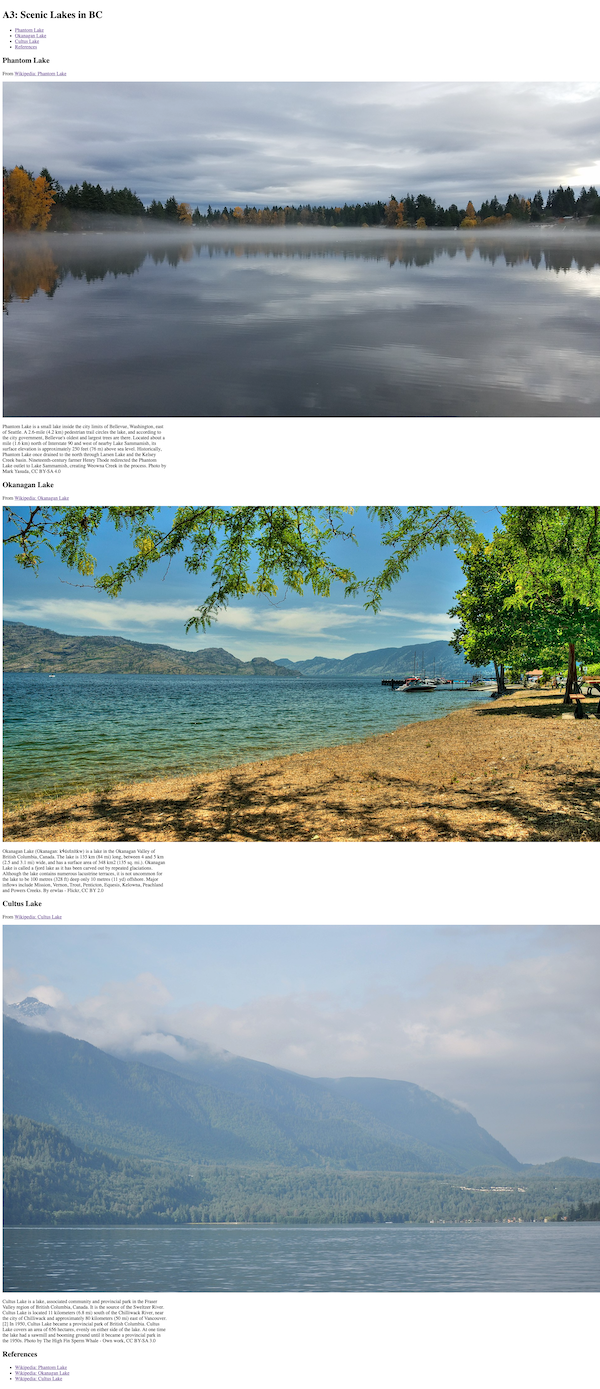 A3: Scenic Lakes in BC
Phantom Lake
Okanagan Lake
Cultus Lake
References
Phantom Lake
From Wikipedia: Phantom Lake
Phantom Lake is a small lake inside the city limits of Bellevue, Washington, east
of Seattle. A 2.6-mile (4.2 km) pedestrian trail circles the lake, and according to
the city government, Bellevue's oldest and largest trees are there. Located about a
mile (1.6 km) north of Interstate 90 and west of nearby Lake Sammamish, its
surface elevation is approximately 250 feet (76 m) above sea level. Historically,
Phantom Lake once drained to the north through Larsen Lake and the Kelsey
Creek basin. Nineteenth-century farmer Henry Thode redirected the Phantom
Lake outlet to Lake Sammamish, creating Weowna Creek in the process. Photo by
Mark Yasuda, CC BY-SA 4.0
Okanagan Lake
From Wikipedia: Okanagan Lake
Okanagan Lake (Okanagan: ) is a lake in the Okanagan Valley of
British Columbia, Canada. The lake is 135 km (84 mi) long, between 4 and 5 km
(2.5 and 3.1 mi) wide, and has a surface area of 348 km2 (135 sq. mi.). Okanagan
Lake is called a fjord lake as it has been carved out by repeated glaciations.
Although the lake contains numerous lacustrine terraces, it is not uncommon for
the lake to be 100 metres (328 ft) deep only 10 metres (11 yd) offshore. Major
inflows include Mission, Vernon, Trout, Penticton, Equesis, Kelowna, Peachland
and Powers Creeks. By erwlas - Flickr, CC BY 2.0
Cultus Lake
From Wikipedia: Cultus Lake
Cultus Lake is a lake, associated community and provincial park in the Fraser
Valley region of British Columbia, Canada. It is the source of the Sweltzer River.
Cultus Lake is located 11 kilometers (6.8 mi) south of the Chilliwack River, near
the city of Chilliwack and approximately 80 kilometers (50 mi) east of Vancouver.
[2] In 1950, Cultus Lake became a provincial park of British Columbia. Cultus
Lake covers an area of 656 hectares, evenly on either side of the lake. At one time
the lake had a sawmill and booming ground until it became a provincial park in
the 1950s. Photo by The High Fin Sperm Whale - Own work, CC BY-SA 3.0
References
Wikipedia: Phantom Lake
Wikipedia: Okanagan Lake
Wikipedia: Cultus Lake